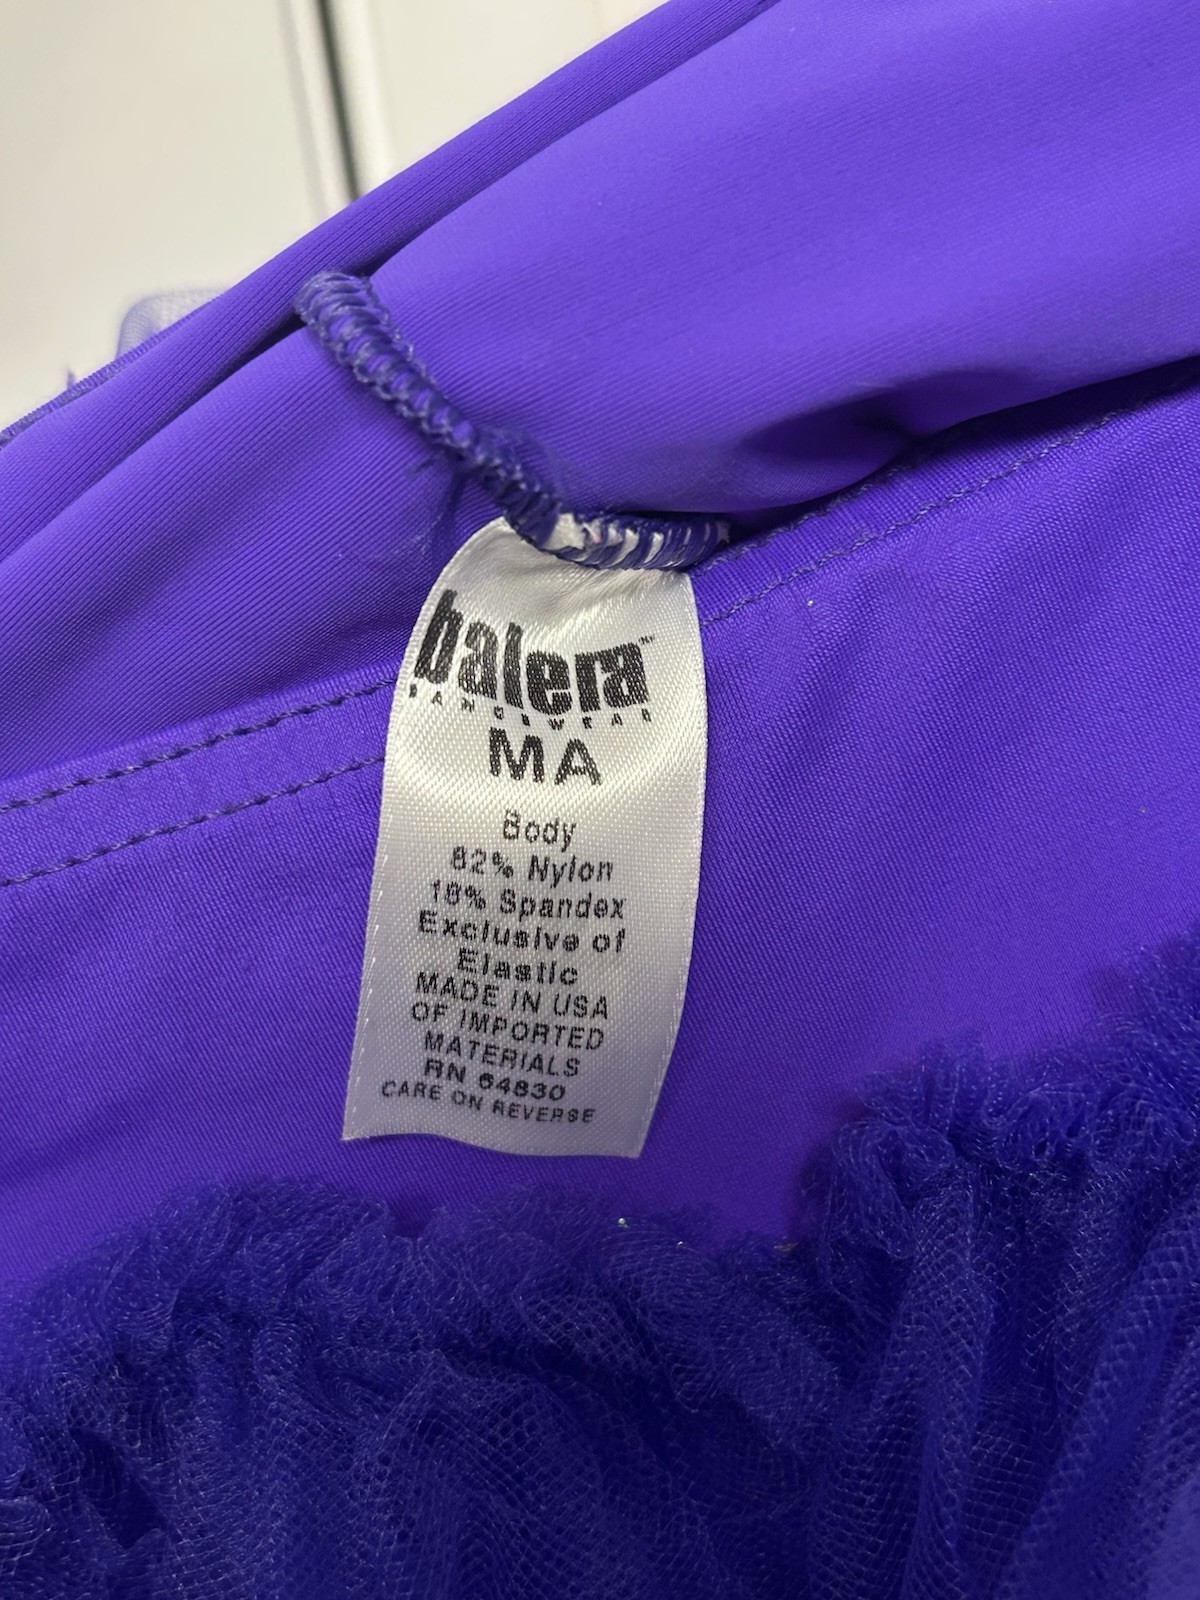 balera™
DANCEWEAR
MA
Body
82% Nylon
18% Spandex
Exclusive of
Elastic
MADE IN USA
OF IMPORTED
MATERIALS
RN 64830
CARE ON REVERSE